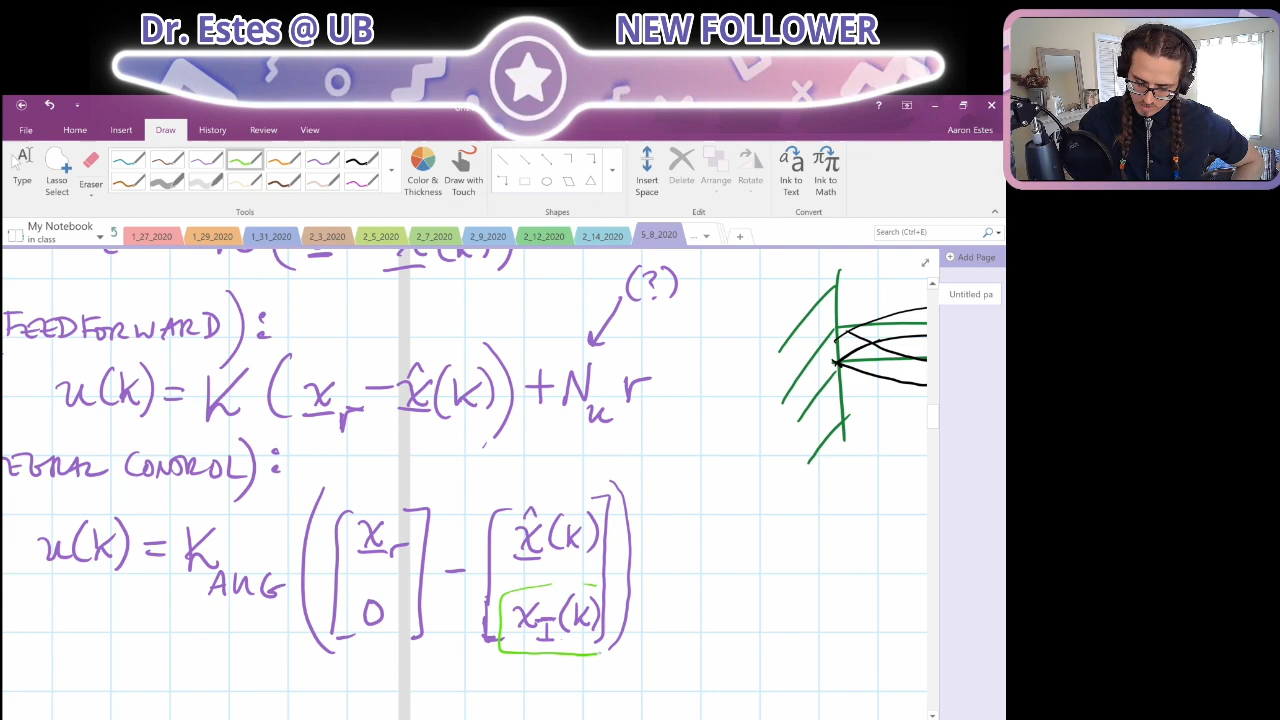 Dr. Estes @ UB
NEW FOLLOWER
?
File Home Insert Draw History Review View
Aaron Estes
Type
Lasso Select
Eraser
Color & Thickness
Draw with Touch
Insert Space
Delete
Arrange
Rotate
Ink to Text
Ink to Math
Tools
Shapes
Edit
Convert
My Notebook
in class
1_27_2020 1_29_2020 1_31_2020 2_3_2020 2_5_2020 2_7_2020 2_9_2020 2_12_2020 2_14_2020 5_8_2020 ... +
Search (Ctrl+E)
Add Page
Untitled pa
(?)
FEEDFORWARD):
u(k) = K (x_r - x̂(k)) + N_u r
EGRAL CONTROL):
u(k) = K_AUG ([x_r 0] - [x̂(k) x_I(k)])